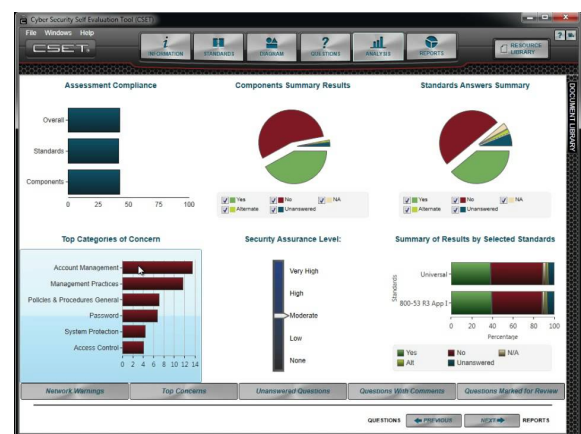 Cyber Security Self Evaluation Tool (CSET)
File Windows Help
CSET
INFORMATION STANDARDS DIAGRAM QUESTIONS ANALYSIS REPORTS
RESOURCE LIBRARY
DOCUMENT LIBRARY
Assessment Compliance
Overall
Standards
Components
0 25 50 75 100
Components Summary Results
Yes No NA
Alternate Unanswered
Standards Answers Summary
Yes No NA
Alternate Unanswered
Top Categories of Concern
Account Management
Management Practices
Policies & Procedures General
Password
System Protection
Access Control
0 2 4 6 8 10 12 14
Security Assurance Level:
Very High
High
Moderate
Low
None
Summary of Results by Selected Standards
Standards
Universal
800-53 R3 App I
0 20 40 60 80 100
Percentage
Yes No N/A
Alt Unanswered
Network Warnings Top Concerns Unanswered Questions Questions With Comments Questions Marked for Review
QUESTIONS PREVIOUS NEXT REPORTS